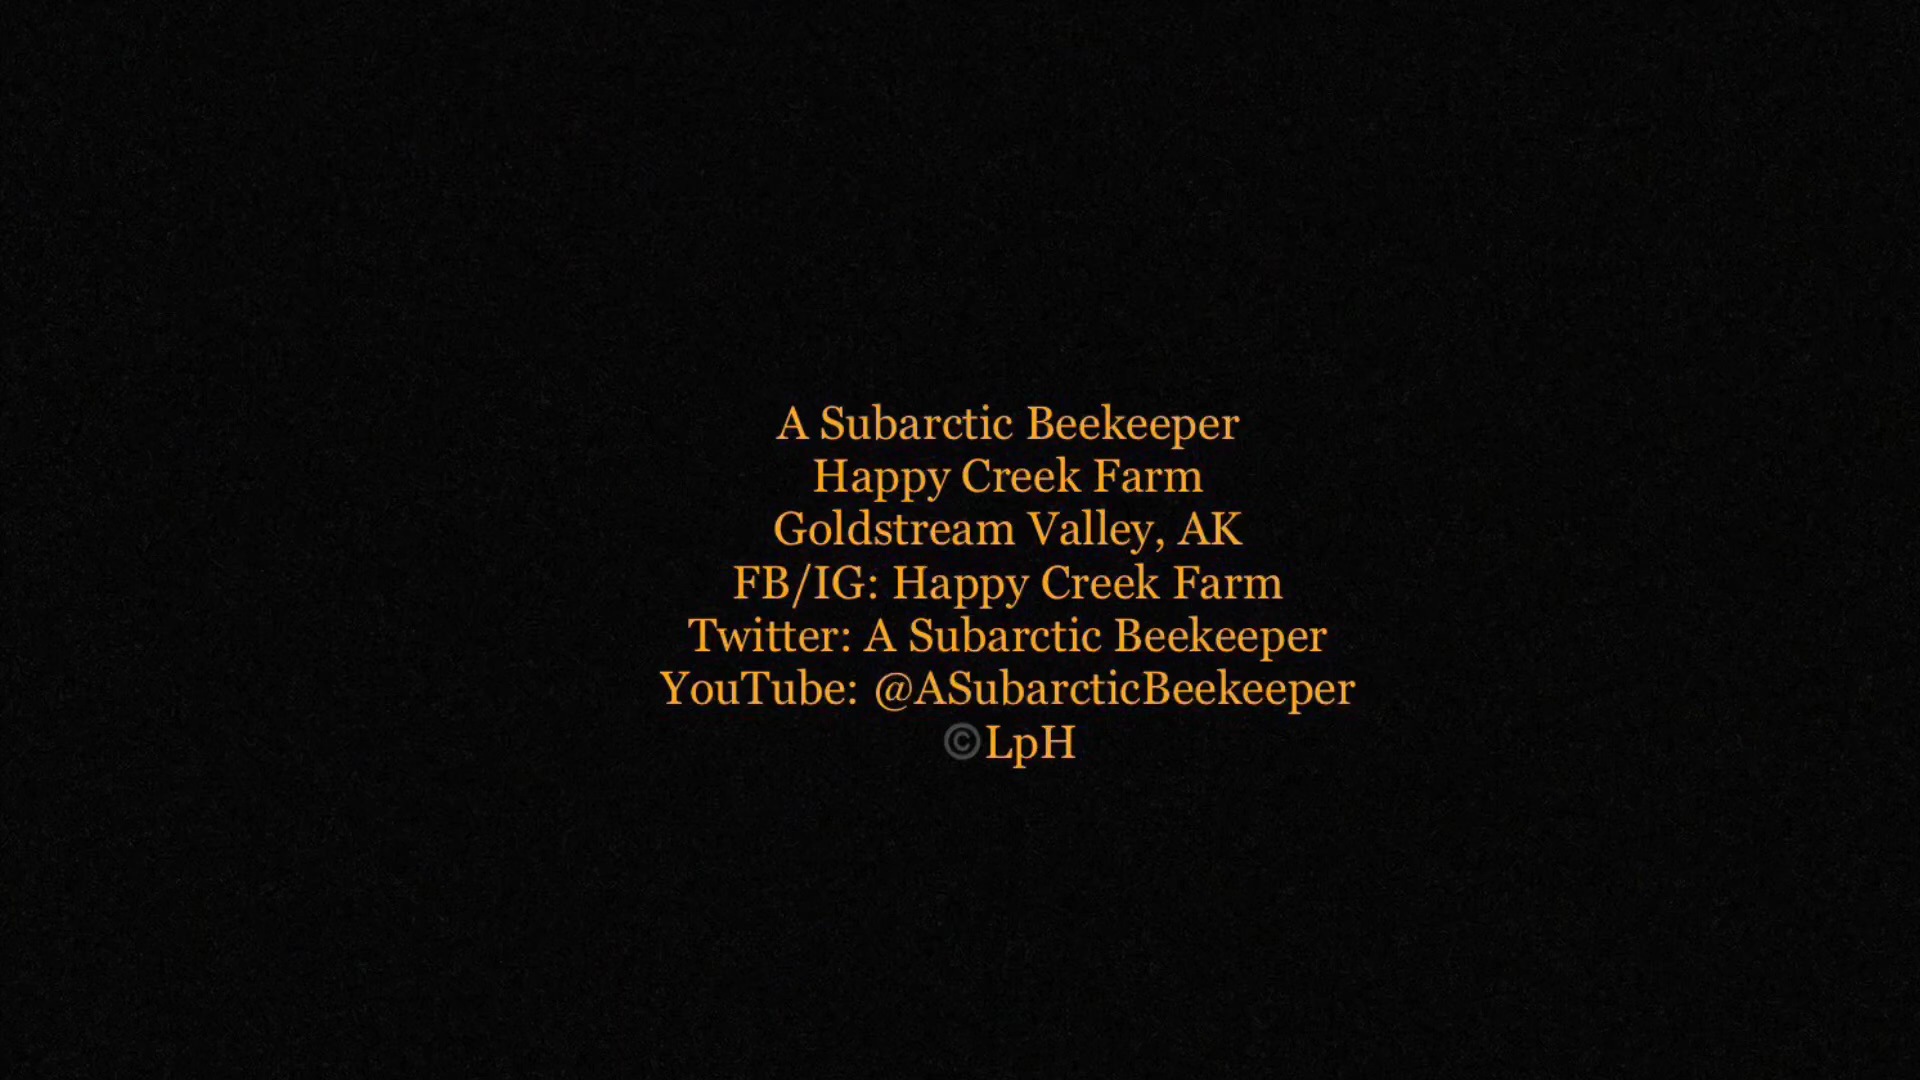 A Subarctic Beekeeper
Happy Creek Farm
Goldstream Valley, AK
FB/IG: Happy Creek Farm
Twitter: A Subarctic Beekeeper
YouTube: @ASubarcticBeekeeper
©LpH